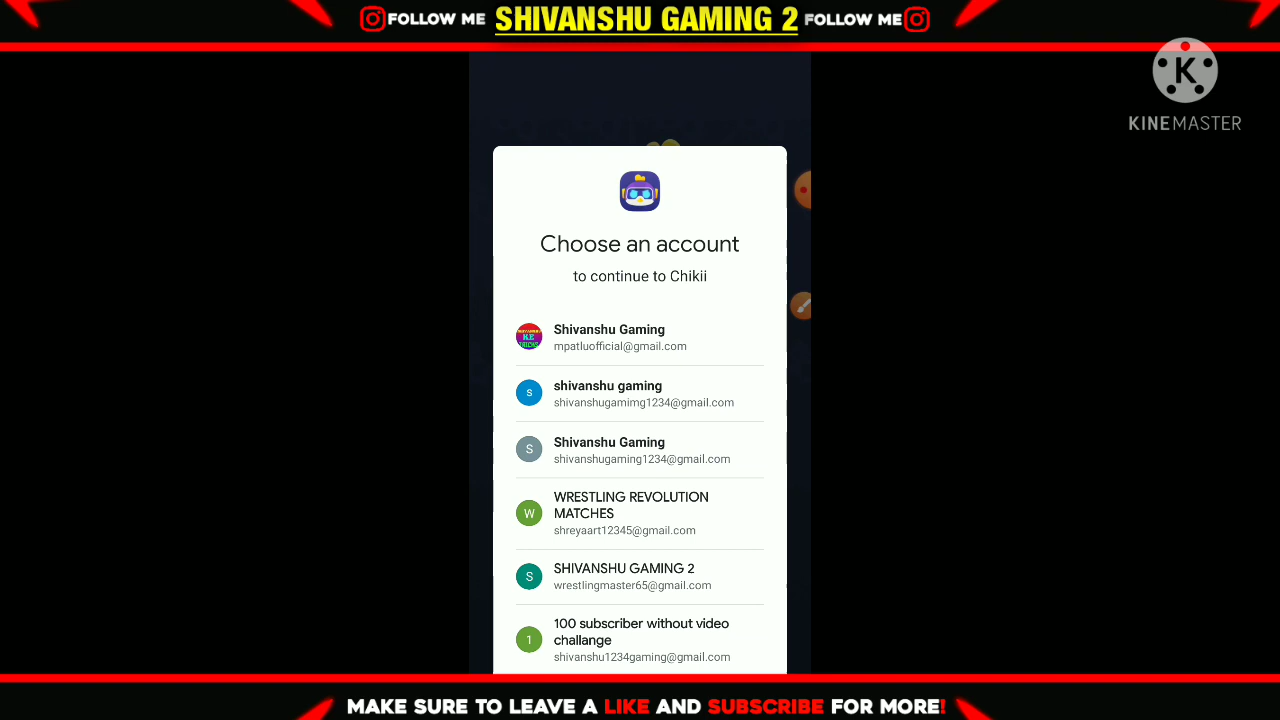 FOLLOW ME SHIVANSHU GAMING 2 FOLLOW ME
K
KINEMASTER
Choose an account
to continue to Chikii
SHIVANSHU
K.E
Shivanshu Gaming
mpatluofficial@gmail.com
s
shivanshu gaming
shivanshugamimg1234@gmail.com
S
Shivanshu Gaming
shivanshugaming1234@gmail.com
W
WRESTLING REVOLUTION
MATCHES
shreyaart12345@gmail.com
S
SHIVANSHU GAMING 2
wrestlingmaster65@gmail.com
1
100 subscriber without video
challange
shivanshu1234gaming@gmail.com
MAKE SURE TO LEAVE A LIKE AND SUBSCRIBE FOR MORE!